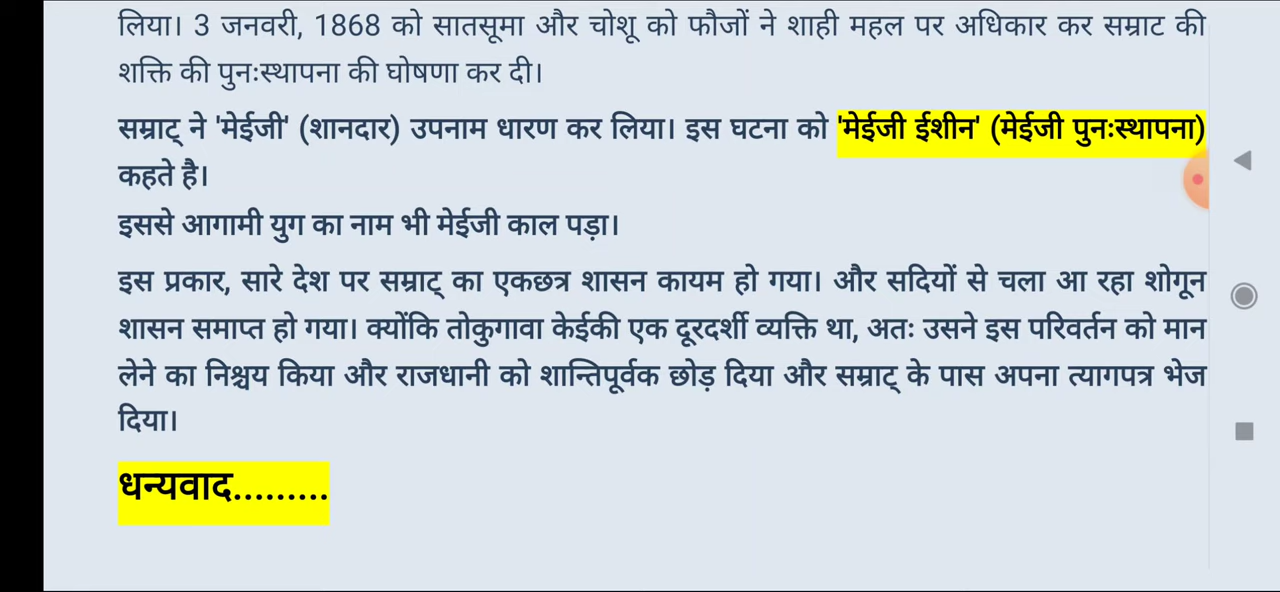 लिया। 3 जनवरी, 1868 को सातसूमा और चोशू को फौजों ने शाही महल पर अधिकार कर सम्राट की
शक्ति की पुनःस्थापना की घोषणा कर दी।
सम्राट् ने 'मेईजी' (शानदार) उपनाम धारण कर लिया। इस घटना को 'मेईजी ईशीन' (मेईजी पुनःस्थापना)
कहते है।
इससे आगामी युग का नाम भी मेईजी काल पड़ा।
इस प्रकार, सारे देश पर सम्राट् का एकछत्र शासन कायम हो गया। और सदियों से चला आ रहा शोगून
शासन समाप्त हो गया। क्योंकि तोकुगावा केईकी एक दूरदर्शी व्यक्ति था, अतः उसने इस परिवर्तन को मान
लेने का निश्चय किया और राजधानी को शान्तिपूर्वक छोड़ दिया और सम्राट् के पास अपना त्यागपत्र भेज
दिया।
धन्यवाद.........